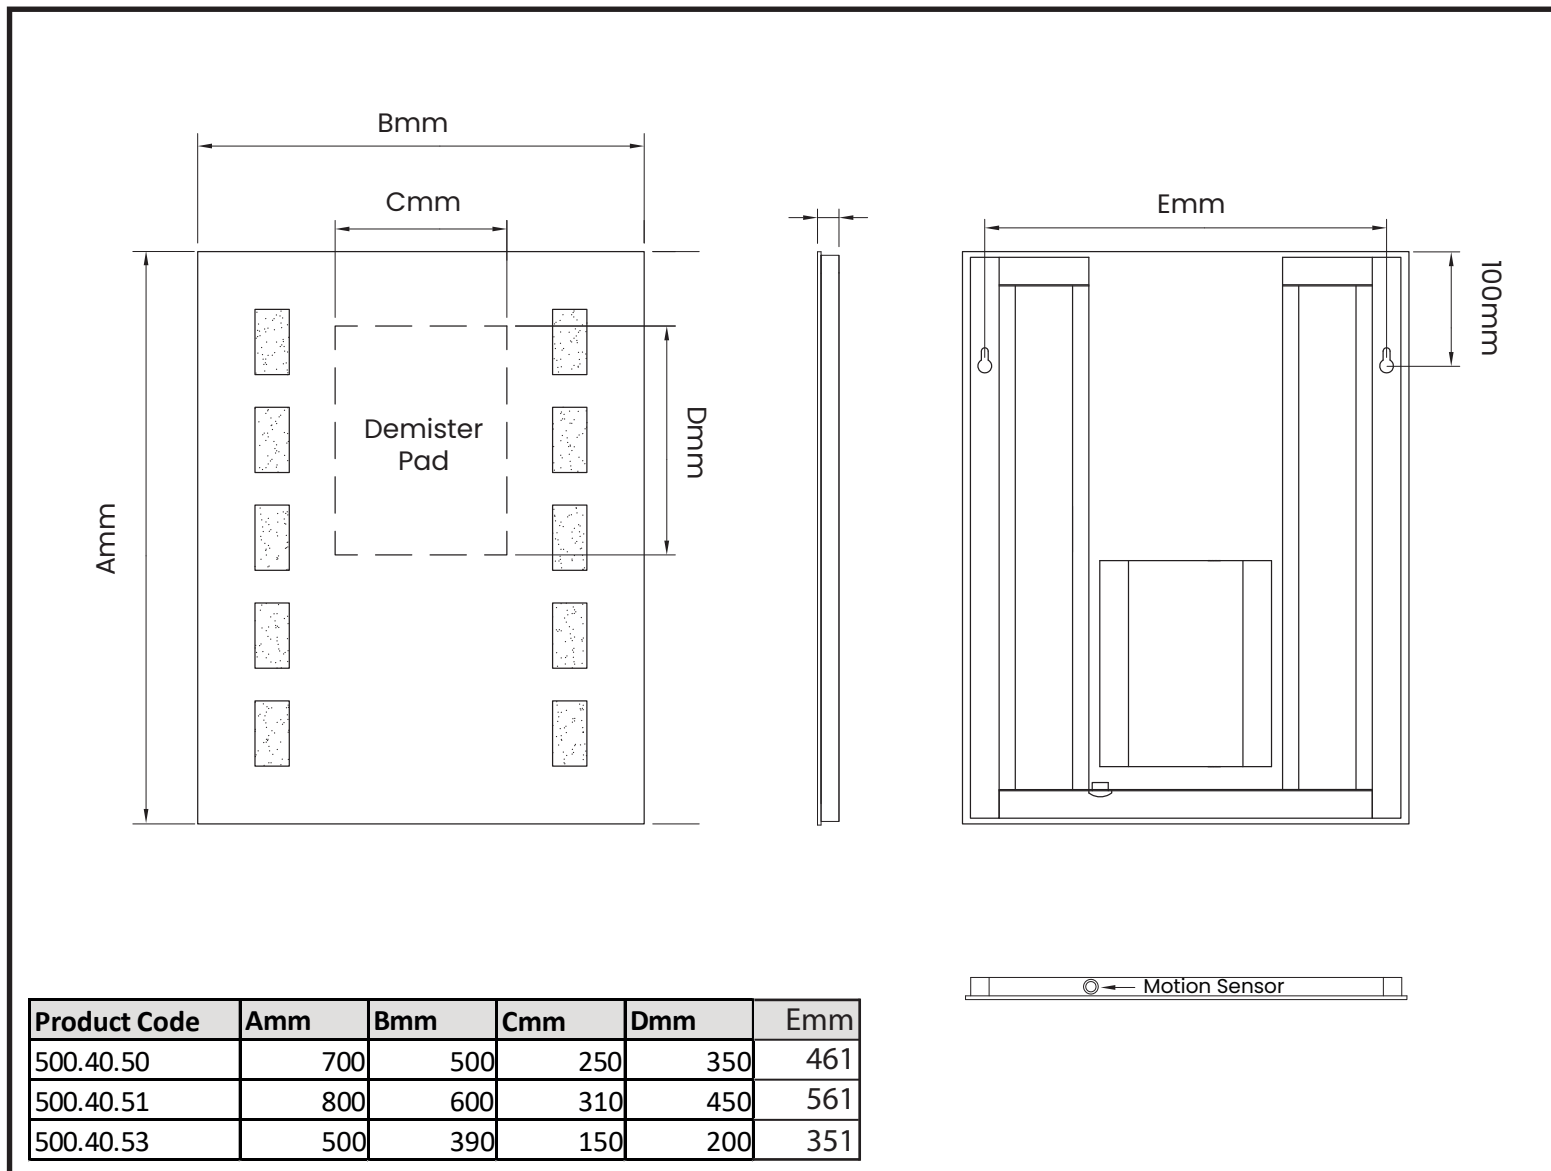 Bmm
Cmm
Emm
100mm
Demister
Pad
Dmm
Amm
Motion Sensor
Product Code Amm Bmm Cmm Dmm Emm
500.40.50 700 500 250 350 461
500.40.51 800 600 310 450 561
500.40.53 500 390 150 200 351